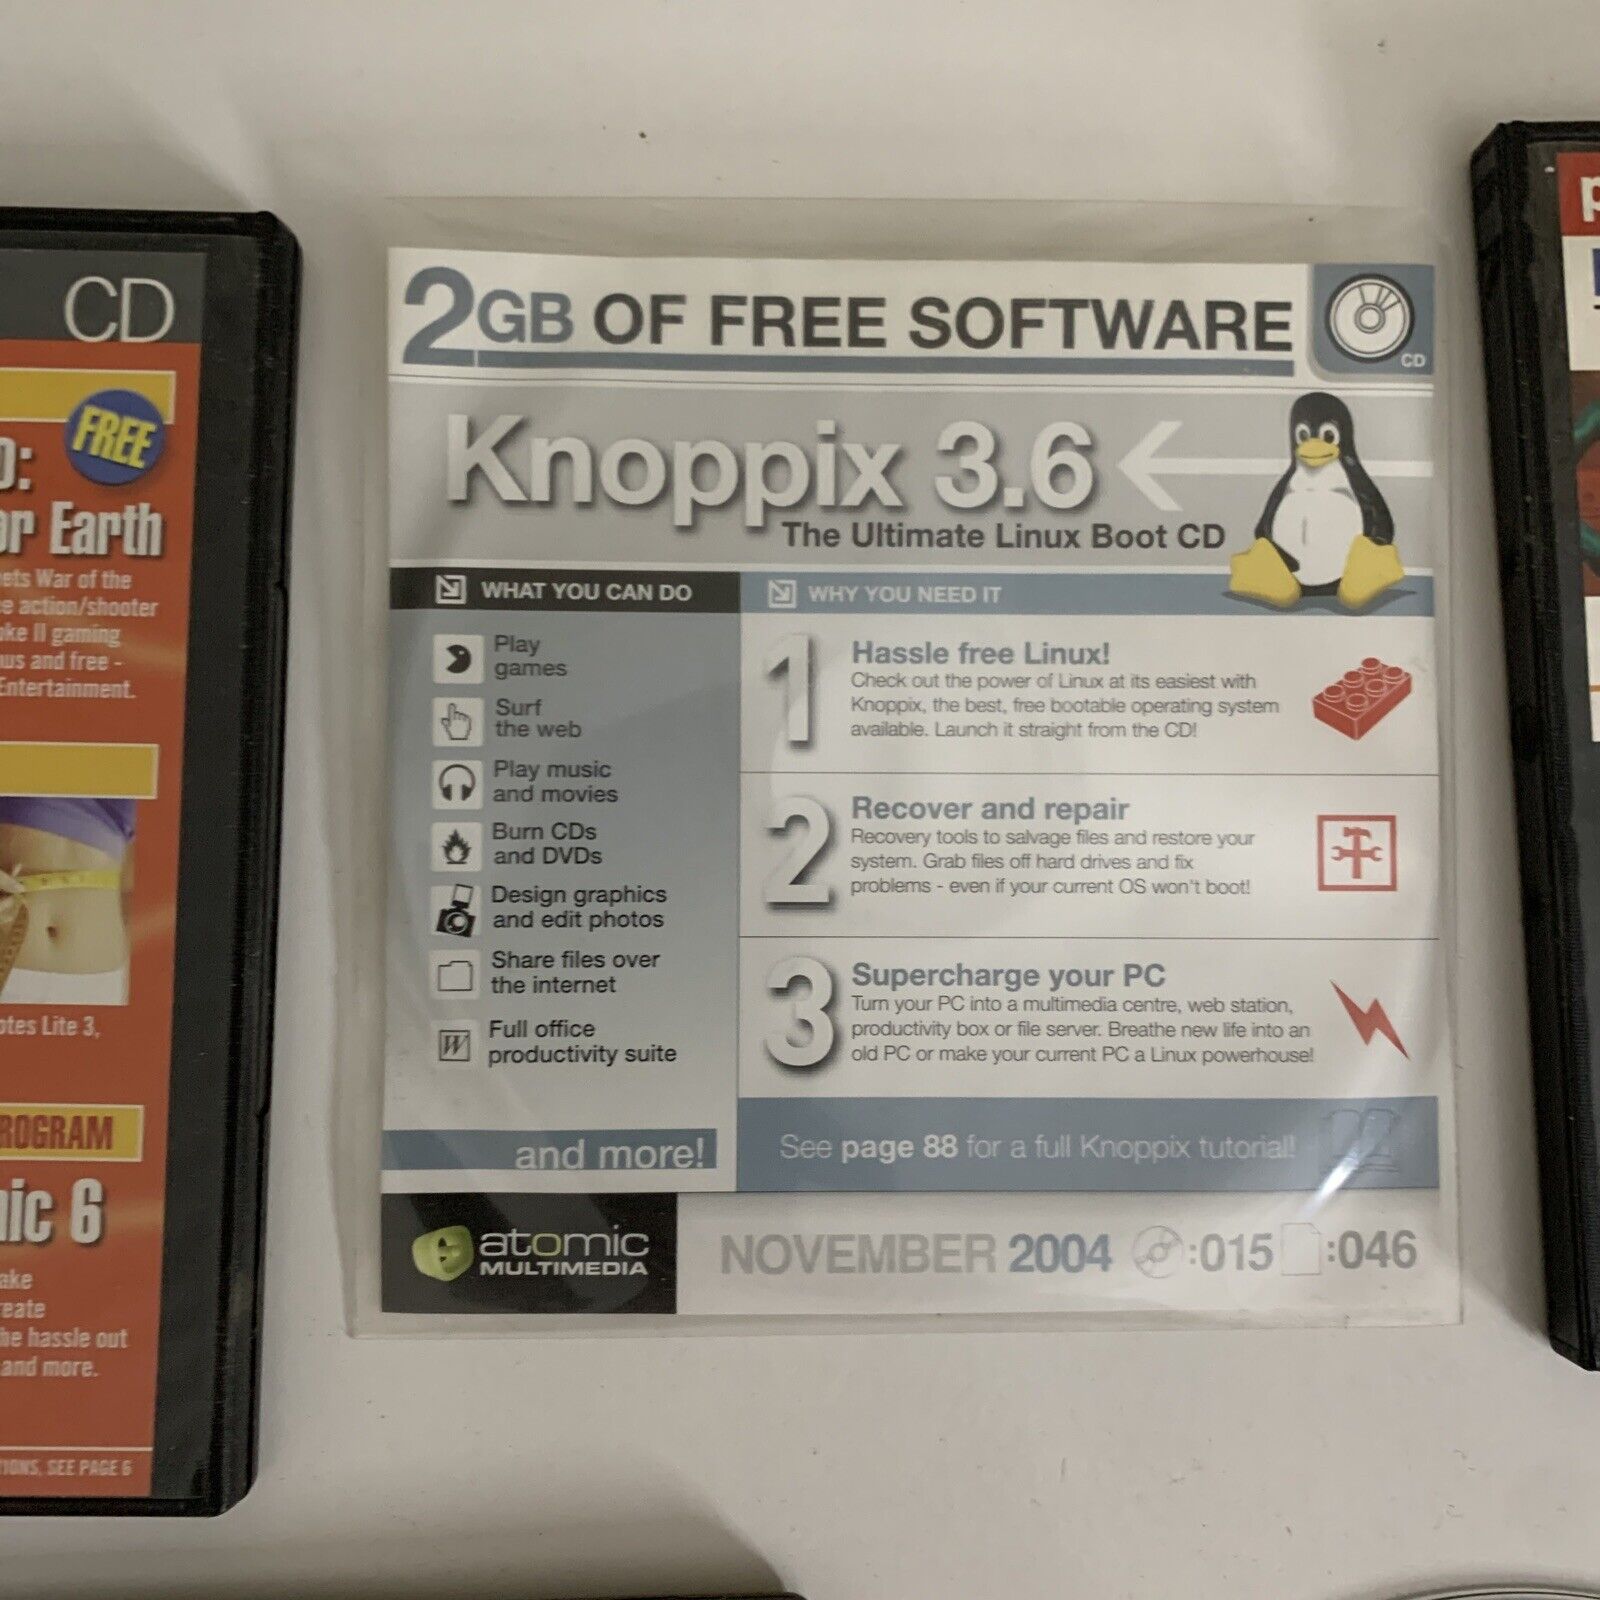 CD
FREE
or Earth
ets War of the
e action/shooter
oke II gaming
us and free -
Entertainment.
otes Lite 3,
ROGRAM
nic 6
ake
reate
he hassle out
and more.
IONS, SEE PAGE 6
2GB OF FREE SOFTWARE
CD
Knoppix 3.6
The Ultimate Linux Boot CD
WHAT YOU CAN DO
Play
games
Surf
the web
Play music
and movies
Burn CDs
and DVDs
Design graphics
and edit photos
Share files over
the internet
W
Full office
productivity suite
and more!
WHY YOU NEED IT
1
Hassle free Linux!
Check out the power of Linux at its easiest with
Knoppix, the best, free bootable operating system
available. Launch it straight from the CD!
2
Recover and repair
Recovery tools to salvage files and restore your
system. Grab files off hard drives and fix
problems - even if your current OS won't boot!
3
Supercharge your PC
Turn your PC into a multimedia centre, web station,
productivity box or file server. Breathe new life into an
old PC or make your current PC a Linux powerhouse!
See page 88 for a full Knoppix tutorial!
atomic
MULTIMEDIA
NOVEMBER 2004 :015 :046
p